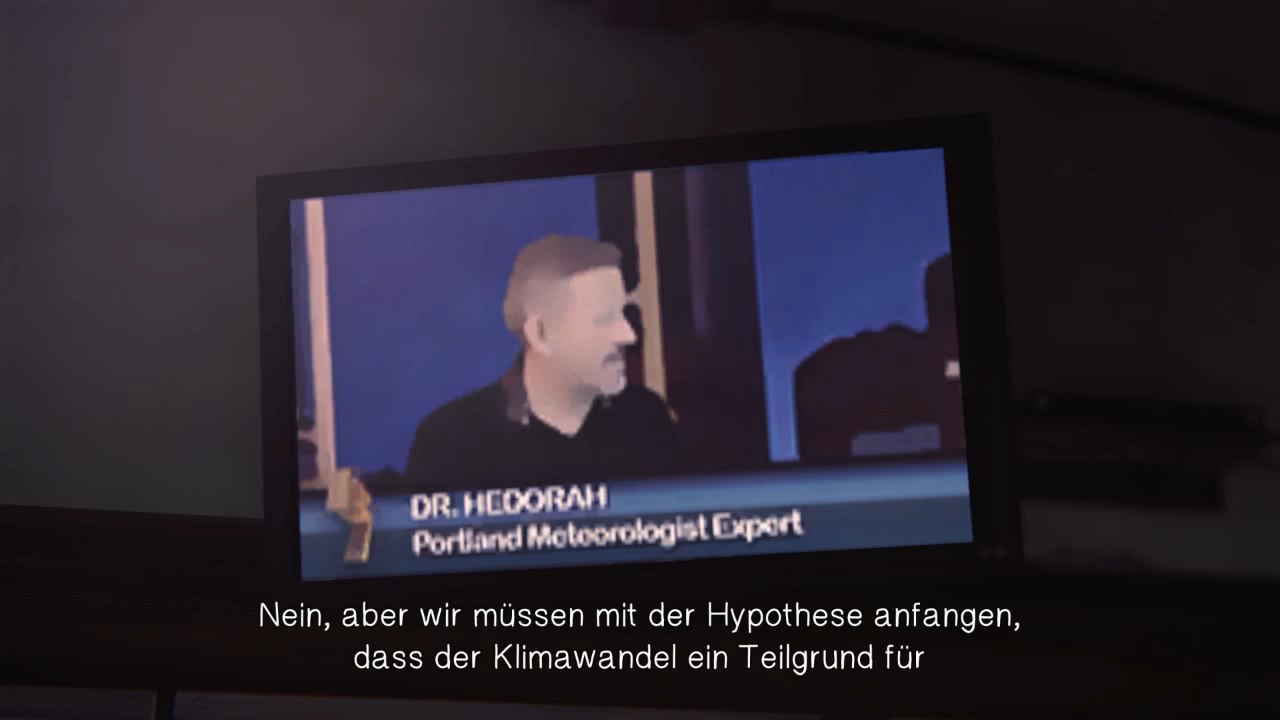 DR. HEDORAH
Portland Meteorologist Expert
Nein, aber wir müssen mit der Hypothese anfangen,
dass der Klimawandel ein Teilgrund für